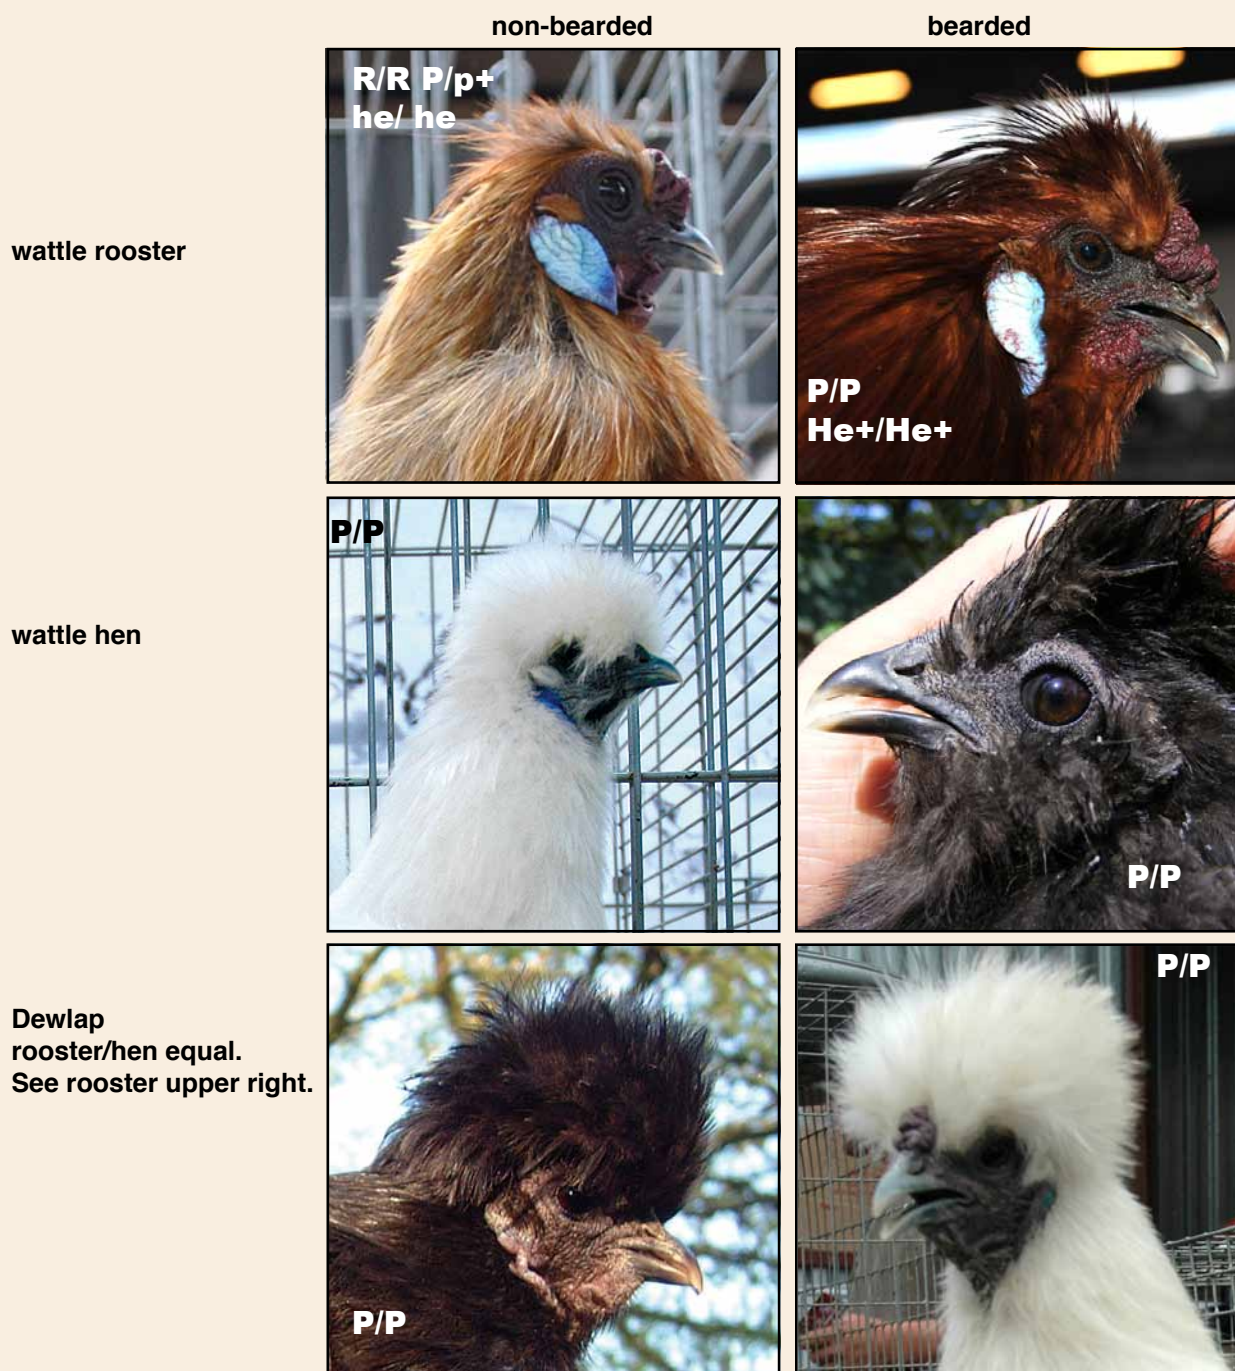 non-bearded
bearded
wattle rooster
R/R P/p+
he/ he
P/P
He+/He+
wattle hen
P/P
P/P
Dewlap
rooster/hen equal.
See rooster upper right.
P/P
P/P